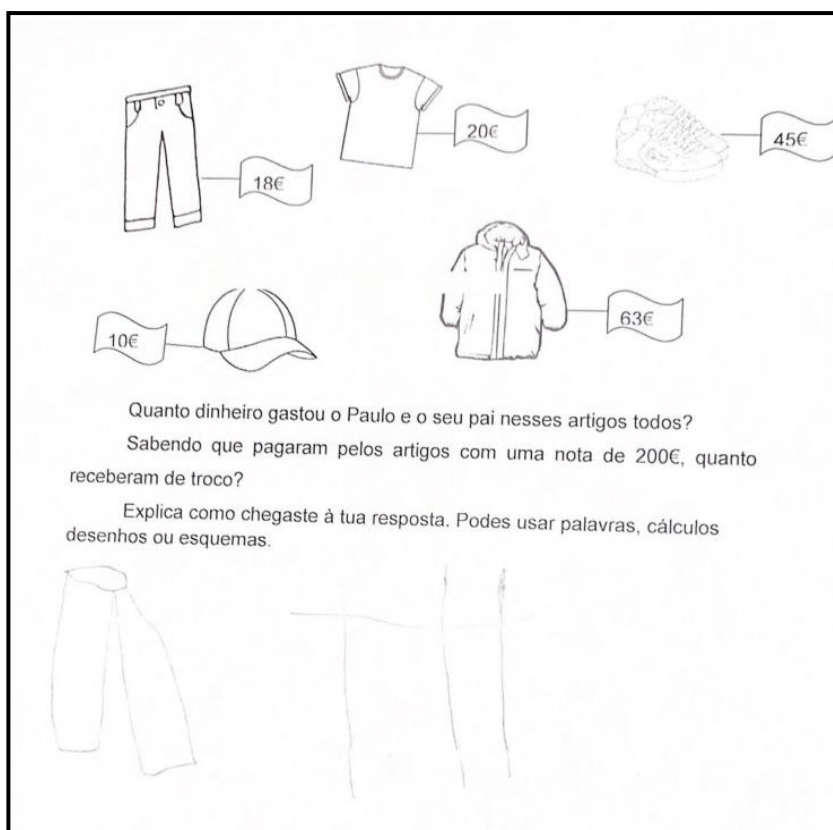 20€
45€
18€
63€
10€
Quanto dinheiro gastou o Paulo e o seu pai nesses artigos todos?
Sabendo que pagaram pelos artigos com uma nota de 200€, quanto
receberam de troco?
Explica como chegaste à tua resposta. Podes usar palavras, cálculos
desenhos ou esquemas.